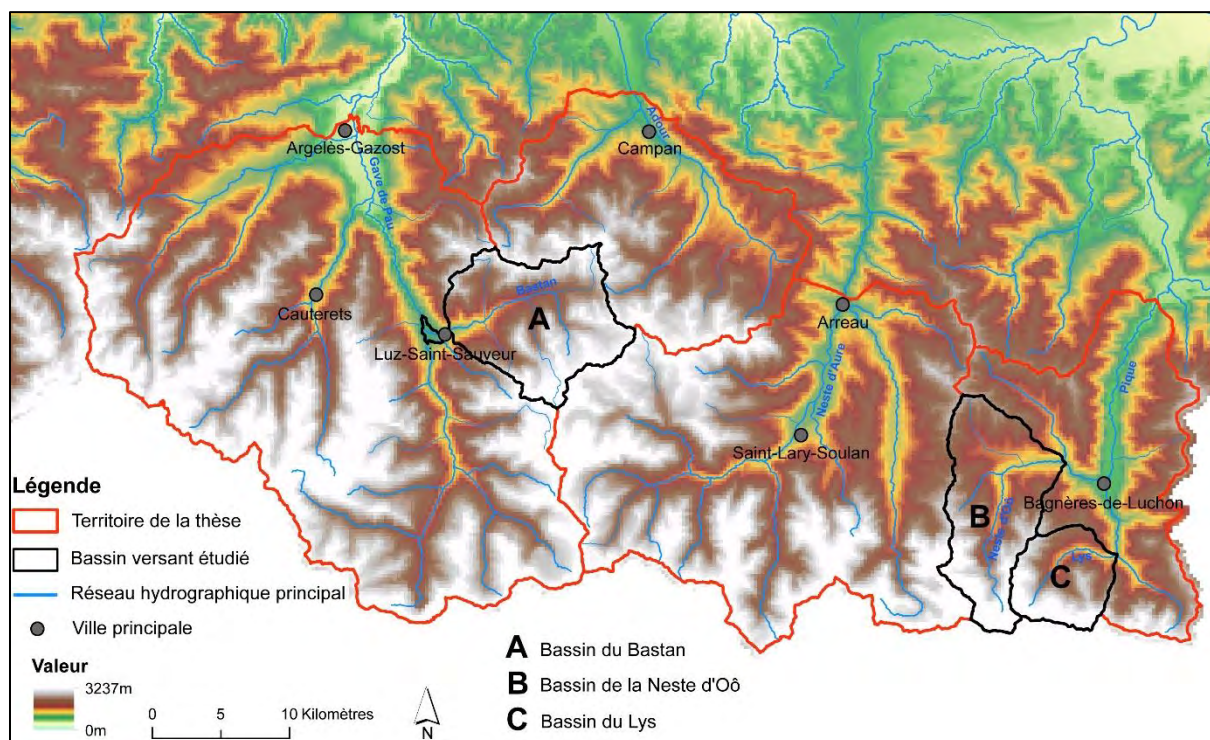 Argelès-Gazost
Gave de Pau
Adour
Campan
Cauterets
Bastan
A
Luz-Saint-Sauveur
Arreau
Neste d'Aure
Saint-Lary-Soulan
Pique
Bagnères-de-Luchon
B
Neste d'Oô
C
Lys
Légende
Territoire de la thèse
Bassin versant étudié
Réseau hydrographique principal
Ville principale
Valeur
3237m
0m
0 5 10 Kilomètres
N
A Bassin du Bastan
B Bassin de la Neste d'Oô
C Bassin du Lys